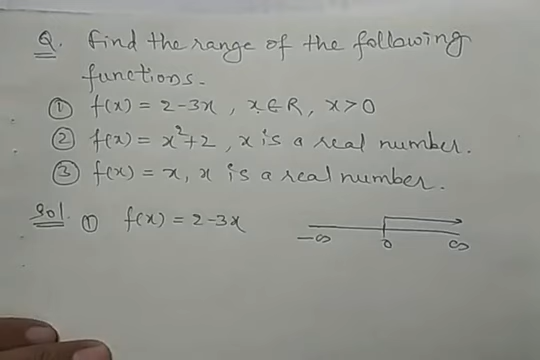 Q. Find the range of the following
functions.
① f(x) = 2-3x, x∈R, x>0
② f(x) = x²+2, x is a real number.
③ f(x) = x, x is a real number.
Sol. ① f(x) = 2-3x
-∞ 0 ∞